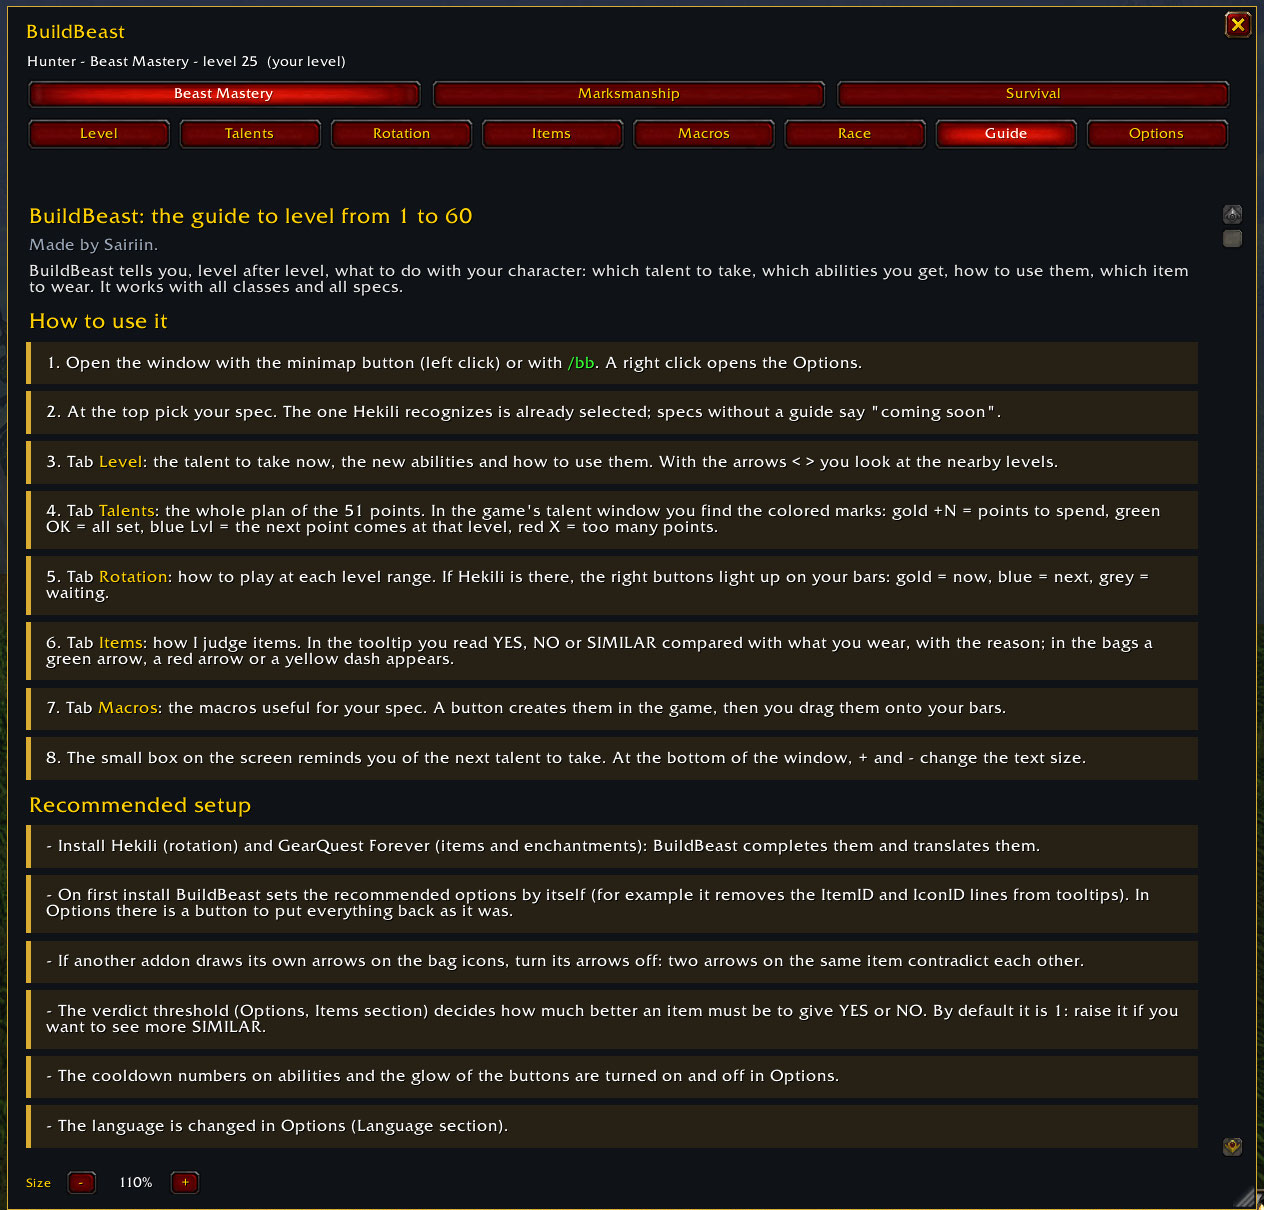 BuildBeast
Hunter - Beast Mastery - level 25 (your level)
Beast Mastery Marksmanship Survival
Level Talents Rotation Items Macros Race Guide Options
BuildBeast: the guide to level from 1 to 60
Made by Sairiin.
BuildBeast tells you, level after level, what to do with your character: which talent to take, which abilities you get, how to use them, which item
to wear. It works with all classes and all specs.
How to use it
1. Open the window with the minimap button (left click) or with /bb. A right click opens the Options.
2. At the top pick your spec. The one Hekili recognizes is already selected; specs without a guide say "coming soon".
3. Tab Level: the talent to take now, the new abilities and how to use them. With the arrows < > you look at the nearby levels.
4. Tab Talents: the whole plan of the 51 points. In the game's talent window you find the colored marks: gold +N = points to spend, green
OK = all set, blue Lvl = the next point comes at that level, red X = too many points.
5. Tab Rotation: how to play at each level range. If Hekili is there, the right buttons light up on your bars: gold = now, blue = next, grey =
waiting.
6. Tab Items: how I judge items. In the tooltip you read YES, NO or SIMILAR compared with what you wear, with the reason; in the bags a
green arrow, a red arrow or a yellow dash appears.
7. Tab Macros: the macros useful for your spec. A button creates them in the game, then you drag them onto your bars.
8. The small box on the screen reminds you of the next talent to take. At the bottom of the window, + and - change the text size.
Recommended setup
- Install Hekili (rotation) and GearQuest Forever (items and enchantments): BuildBeast completes them and translates them.
- On first install BuildBeast sets the recommended options by itself (for example it removes the ItemID and IconID lines from tooltips). In
Options there is a button to put everything back as it was.
- If another addon draws its own arrows on the bag icons, turn its arrows off: two arrows on the same item contradict each other.
- The verdict threshold (Options, Items section) decides how much better an item must be to give YES or NO. By default it is 1: raise it if you
want to see more SIMILAR.
- The cooldown numbers on abilities and the glow of the buttons are turned on and off in Options.
- The language is changed in Options (Language section).
Size - 110% +